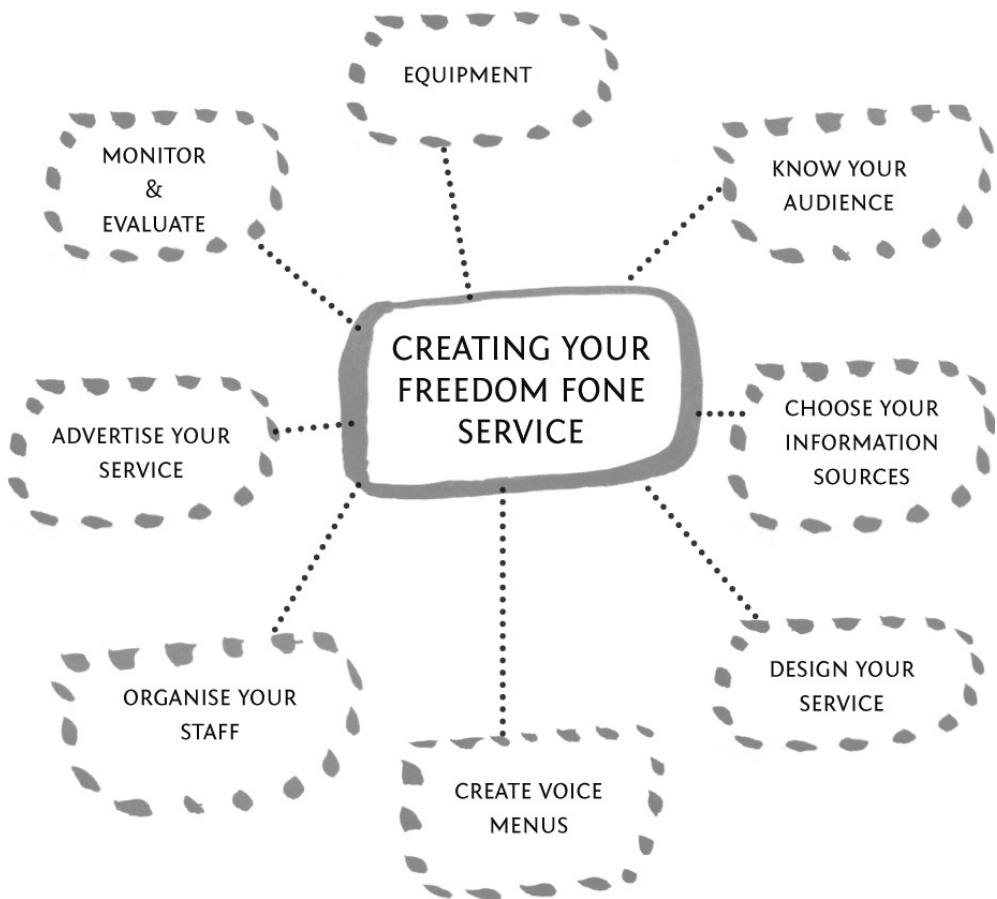 EQUIPMENT
MONITOR
&
EVALUATE
KNOW YOUR
AUDIENCE
CREATING YOUR
FREEDOM FONE
SERVICE
CHOOSE YOUR
INFORMATION
SOURCES
ADVERTISE YOUR
SERVICE
DESIGN YOUR
SERVICE
ORGANISE YOUR
STAFF
CREATE VOICE
MENUS